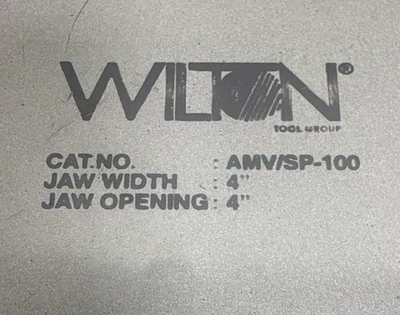 WILTON®
TOOL GROUP
CAT.NO. : AMV/SP-100
JAW WIDTH : 4"
JAW OPENING : 4"